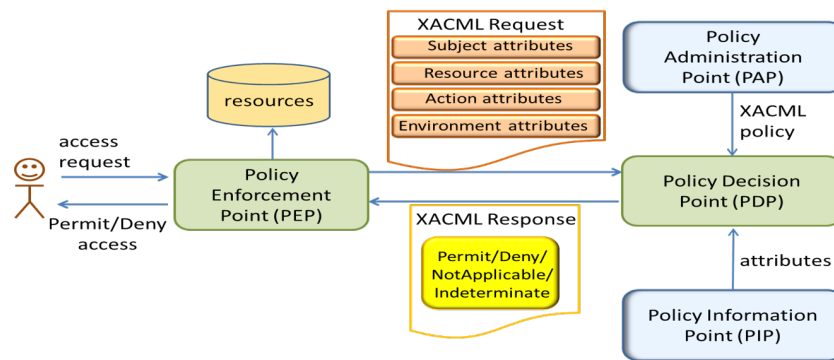 XACML Request
Subject attributes
Resource attributes
Action attributes
Environment attributes
Policy
Administration
Point (PAP)
resources
XACML
policy
access
request
Policy
Enforcement
Point (PEP)
Policy Decision
Point (PDP)
Permit/Deny
access
XACML Response
Permit/Deny/
NotApplicable/
Indeterminate
attributes
Policy Information
Point (PIP)